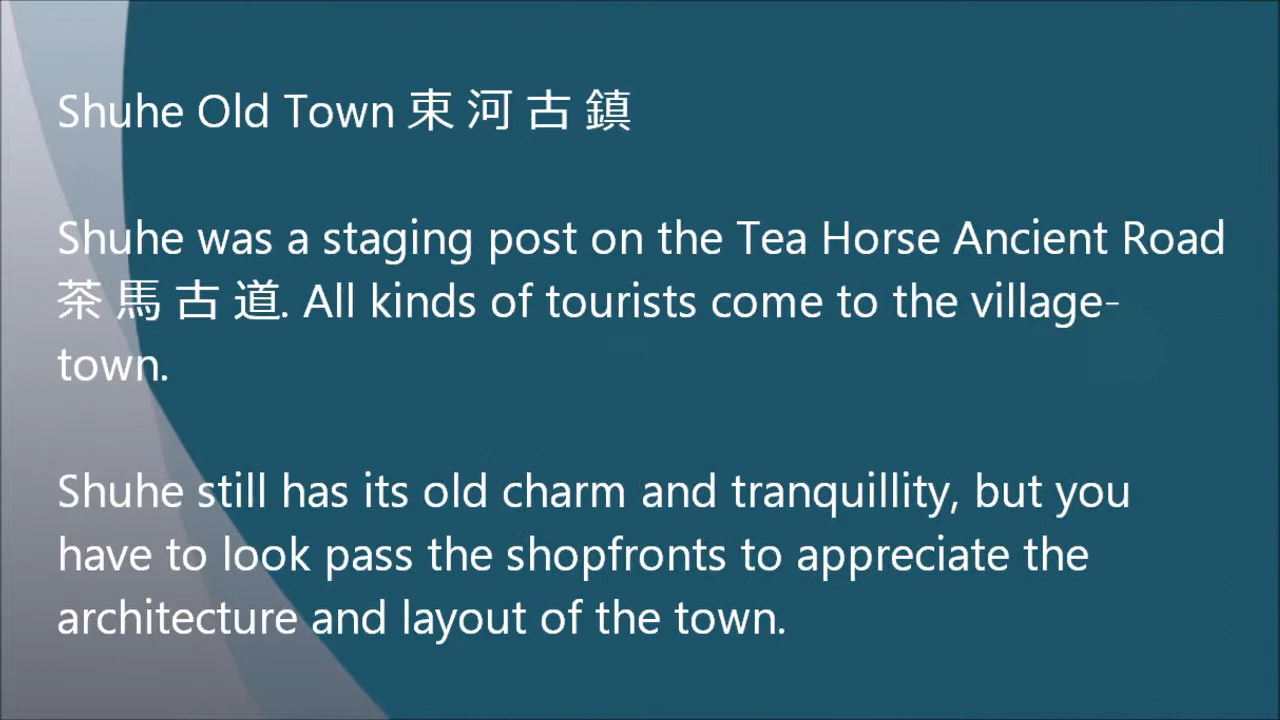 Shuhe Old Town 束河古鎮
Shuhe was a staging post on the Tea Horse Ancient Road
茶馬古道. All kinds of tourists come to the village-
town.
Shuhe still has its old charm and tranquillity, but you
have to look pass the shopfronts to appreciate the
architecture and layout of the town.